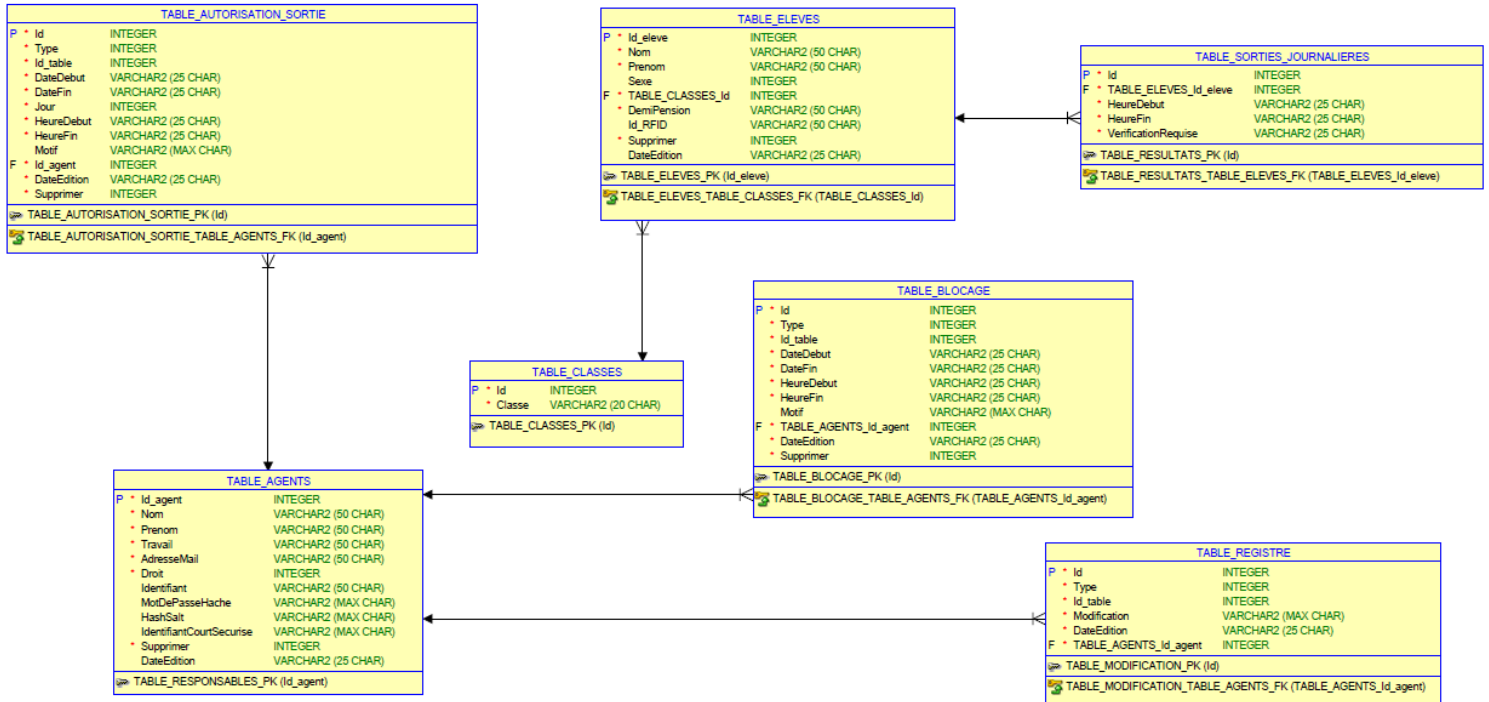 TABLE_AUTORISATION_SORTIE
P * Id INTEGER
* Type INTEGER
* Id_table INTEGER
* DateDebut VARCHAR2 (25 CHAR)
* DateFin VARCHAR2 (25 CHAR)
* Jour INTEGER
* HeureDebut VARCHAR2 (25 CHAR)
* HeureFin VARCHAR2 (25 CHAR)
Motif VARCHAR2 (MAX CHAR)
F * Id_agent INTEGER
* DateEdition VARCHAR2 (25 CHAR)
* Supprimer INTEGER
TABLE_AUTORISATION_SORTIE_PK (Id)
TABLE_AUTORISATION_SORTIE_TABLE_AGENTS_FK (Id_agent)
TABLE_ELEVES
P * Id_eleve INTEGER
* Nom VARCHAR2 (50 CHAR)
* Prenom VARCHAR2 (50 CHAR)
Sexe INTEGER
F * TABLE_CLASSES_Id INTEGER
* DemiPension VARCHAR2 (50 CHAR)
Id_RFID VARCHAR2 (50 CHAR)
* Supprimer INTEGER
DateEdition VARCHAR2 (25 CHAR)
TABLE_ELEVES_PK (Id_eleve)
TABLE_ELEVES_TABLE_CLASSES_FK (TABLE_CLASSES_Id)
TABLE_SORTIES_JOURNALIERES
P * Id INTEGER
F * TABLE_ELEVES_Id_eleve INTEGER
* HeureDebut VARCHAR2 (25 CHAR)
* HeureFin VARCHAR2 (25 CHAR)
* VerificationRequise VARCHAR2 (25 CHAR)
TABLE_RESULTATS_PK (Id)
TABLE_RESULTATS_TABLE_ELEVES_FK (TABLE_ELEVES_Id_eleve)
TABLE_CLASSES
P * Id INTEGER
* Classe VARCHAR2 (20 CHAR)
TABLE_CLASSES_PK (Id)
TABLE_BLOCAGE
P * Id INTEGER
* Type INTEGER
* Id_table INTEGER
* DateDebut VARCHAR2 (25 CHAR)
* DateFin VARCHAR2 (25 CHAR)
* HeureDebut VARCHAR2 (25 CHAR)
* HeureFin VARCHAR2 (25 CHAR)
Motif VARCHAR2 (MAX CHAR)
F * TABLE_AGENTS_Id_agent INTEGER
* DateEdition VARCHAR2 (25 CHAR)
* Supprimer INTEGER
TABLE_BLOCAGE_PK (Id)
TABLE_BLOCAGE_TABLE_AGENTS_FK (TABLE_AGENTS_Id_agent)
TABLE_AGENTS
P * Id_agent INTEGER
* Nom VARCHAR2 (50 CHAR)
* Prenom VARCHAR2 (50 CHAR)
* Travail VARCHAR2 (50 CHAR)
* AdresseMail VARCHAR2 (50 CHAR)
* Droit INTEGER
Identifiant VARCHAR2 (50 CHAR)
MotDePasseHache VARCHAR2 (MAX CHAR)
HashSalt VARCHAR2 (MAX CHAR)
IdentifiantCourtSecurise VARCHAR2 (MAX CHAR)
* Supprimer INTEGER
DateEdition VARCHAR2 (25 CHAR)
TABLE_RESPONSABLES_PK (Id_agent)
TABLE_REGISTRE
P * Id INTEGER
* Type INTEGER
* Id_table INTEGER
* Modification VARCHAR2 (MAX CHAR)
* DateEdition VARCHAR2 (25 CHAR)
F * TABLE_AGENTS_Id_agent INTEGER
TABLE_MODIFICATION_PK (Id)
TABLE_MODIFICATION_TABLE_AGENTS_FK (TABLE_AGENTS_Id_agent)